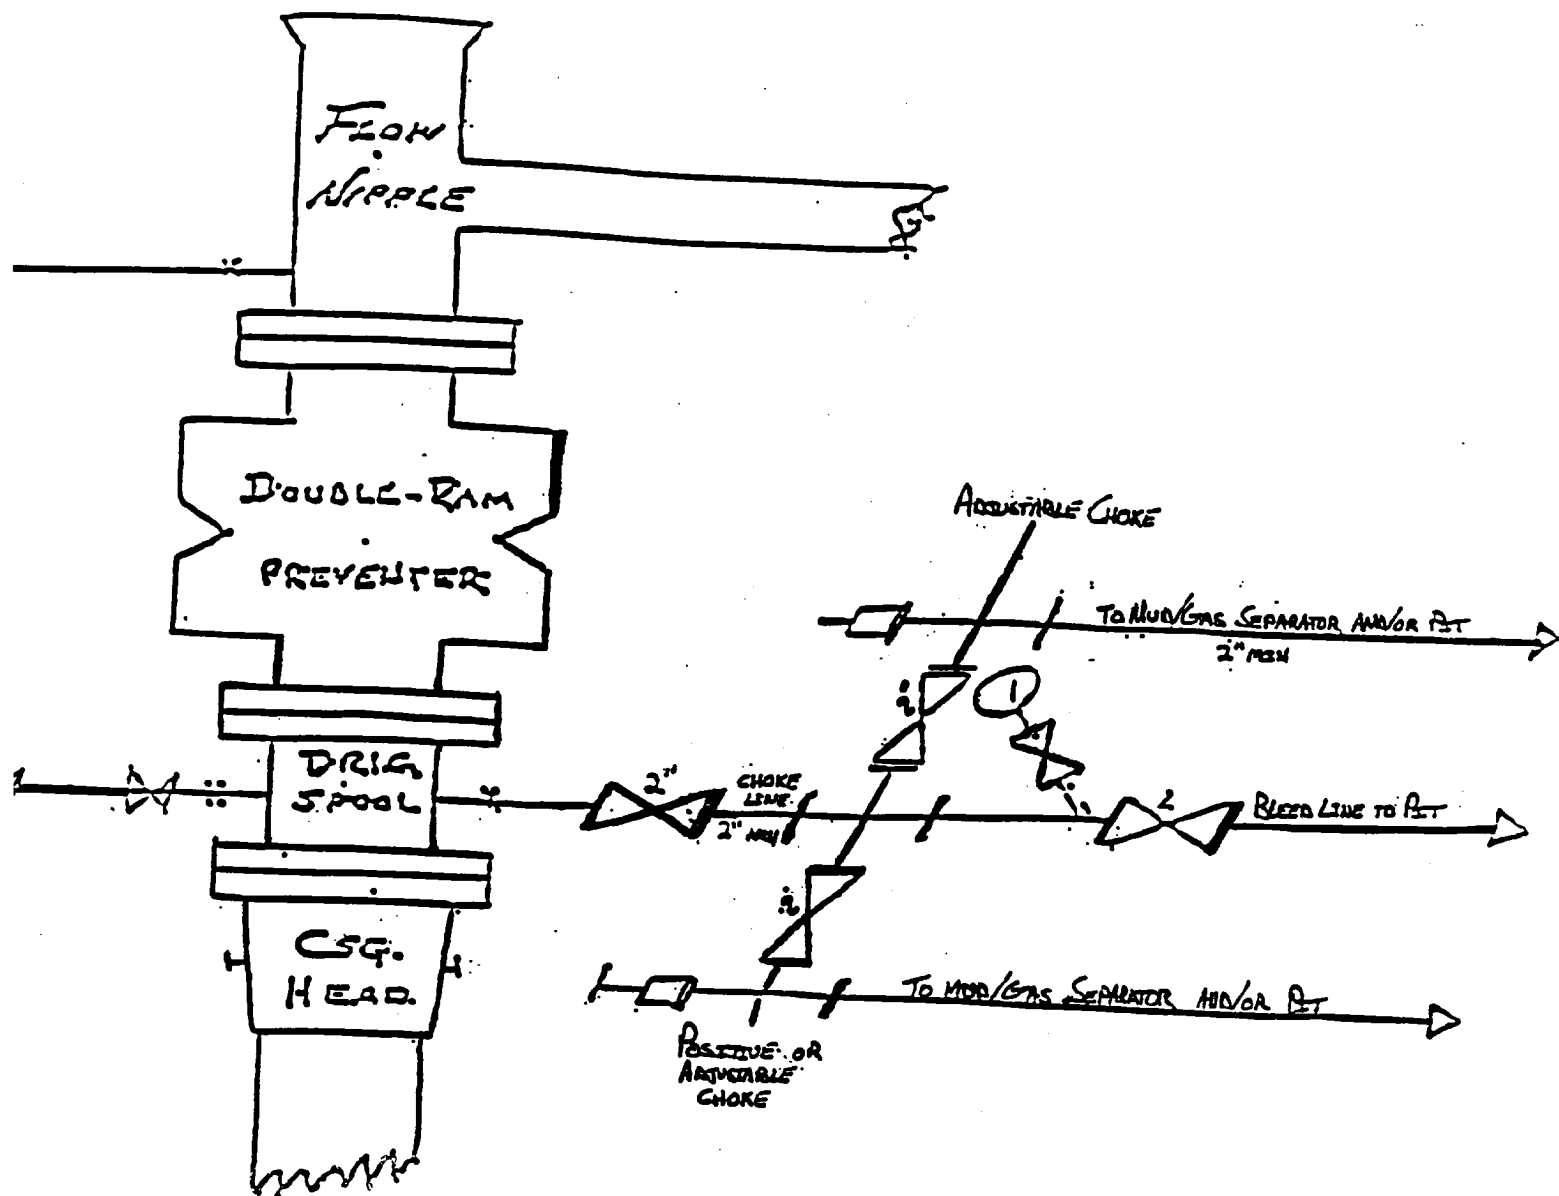 FLOW
NIPPLE
DOUBLE-RAM
PREVENTER
ADJUSTABLE CHOKE
TO MUD/GAS SEPARATOR AND/OR PIT
2" MIN
1
DRLG
SPOOL
2"
CHOKE
LINE
2" MIN
2
BLEED LINE TO PIT
CSG.
HEAD.
TO MUD/GAS SEPARATOR AND/OR PIT
POSITIVE OR
ADJUSTABLE
CHOKE